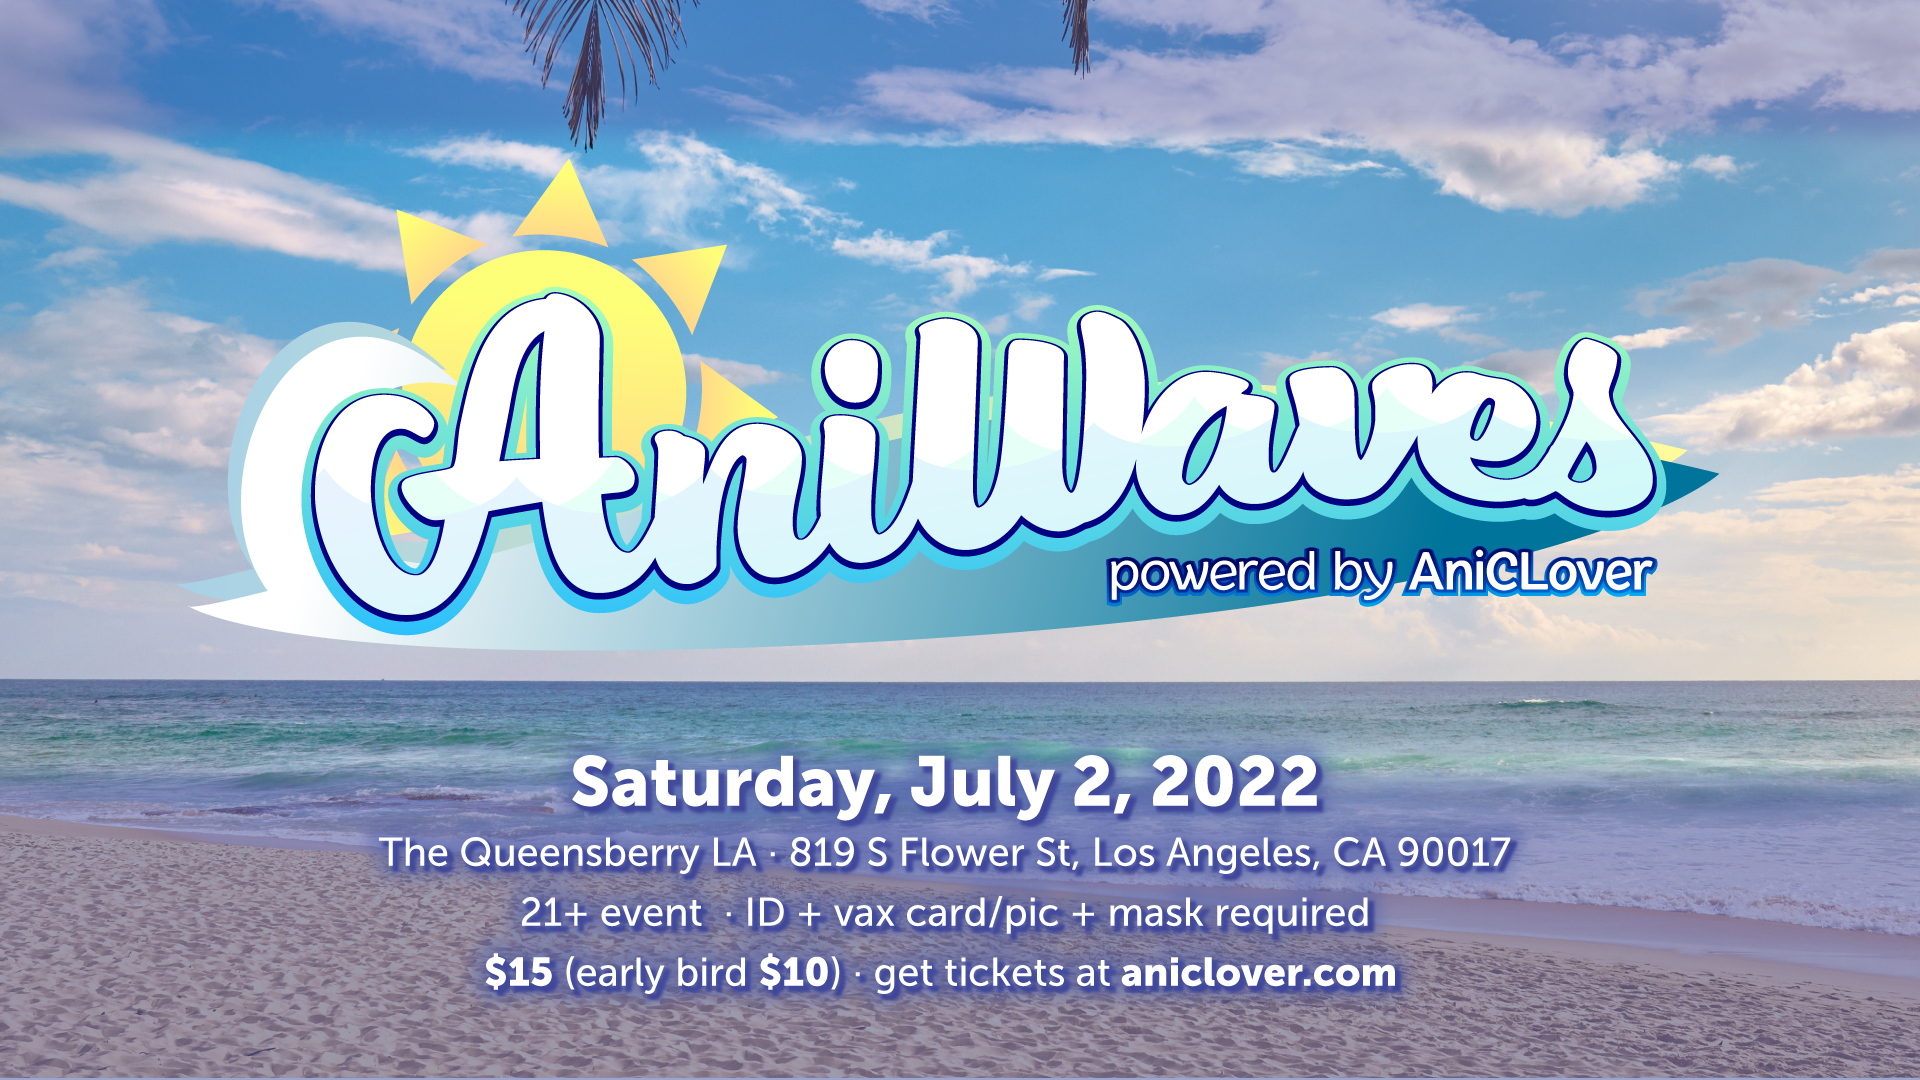 AniWaves
powered by AniCLover
Saturday, July 2, 2022
The Queensberry LA · 819 S Flower St, Los Angeles, CA 90017
21+ event · ID + vax card/pic + mask required
$15 (early bird $10) · get tickets at aniclover.com